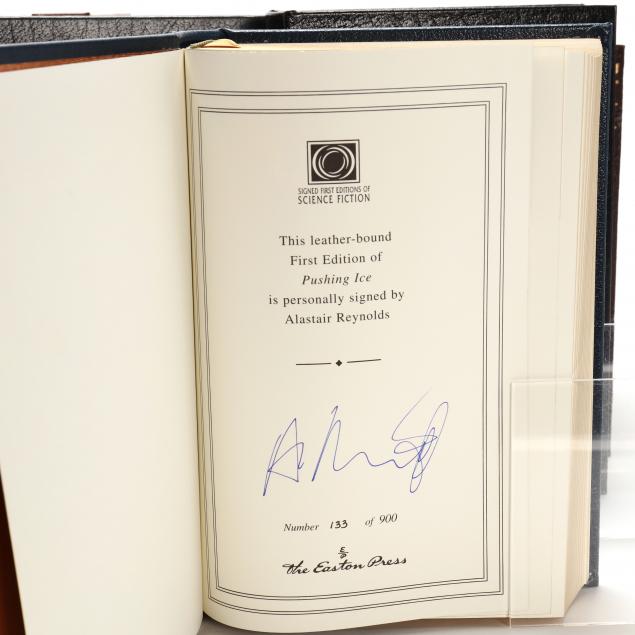 SIGNED FIRST EDITIONS OF
SCIENCE FICTION
This leather-bound
First Edition of
Pushing Ice
is personally signed by
Alastair Reynolds
Number 133 of 900
The Easton Press